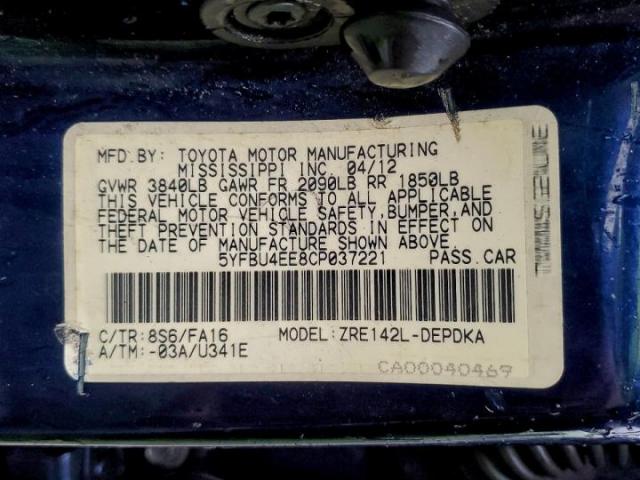 MFD. BY: TOYOTA MOTOR MANUFACTURING
MISSISSIPPI INC. 04/12
GVWR 3840LB GAWR FR 2090LB RR 1850LB
THIS VEHICLE CONFORMS TO ALL APPLICABLE
FEDERAL MOTOR VEHICLE SAFETY,BUMPER,AND
THEFT PREVENTION STANDARDS IN EFFECT ON
THE DATE OF MANUFACTURE SHOWN ABOVE.
5YFBU4EE8CP037221 PASS.CAR
C/TR:8S6/FA16 MODEL:ZRE142L-DEPDKA
A/TM:-03A/U341E
CA00040469